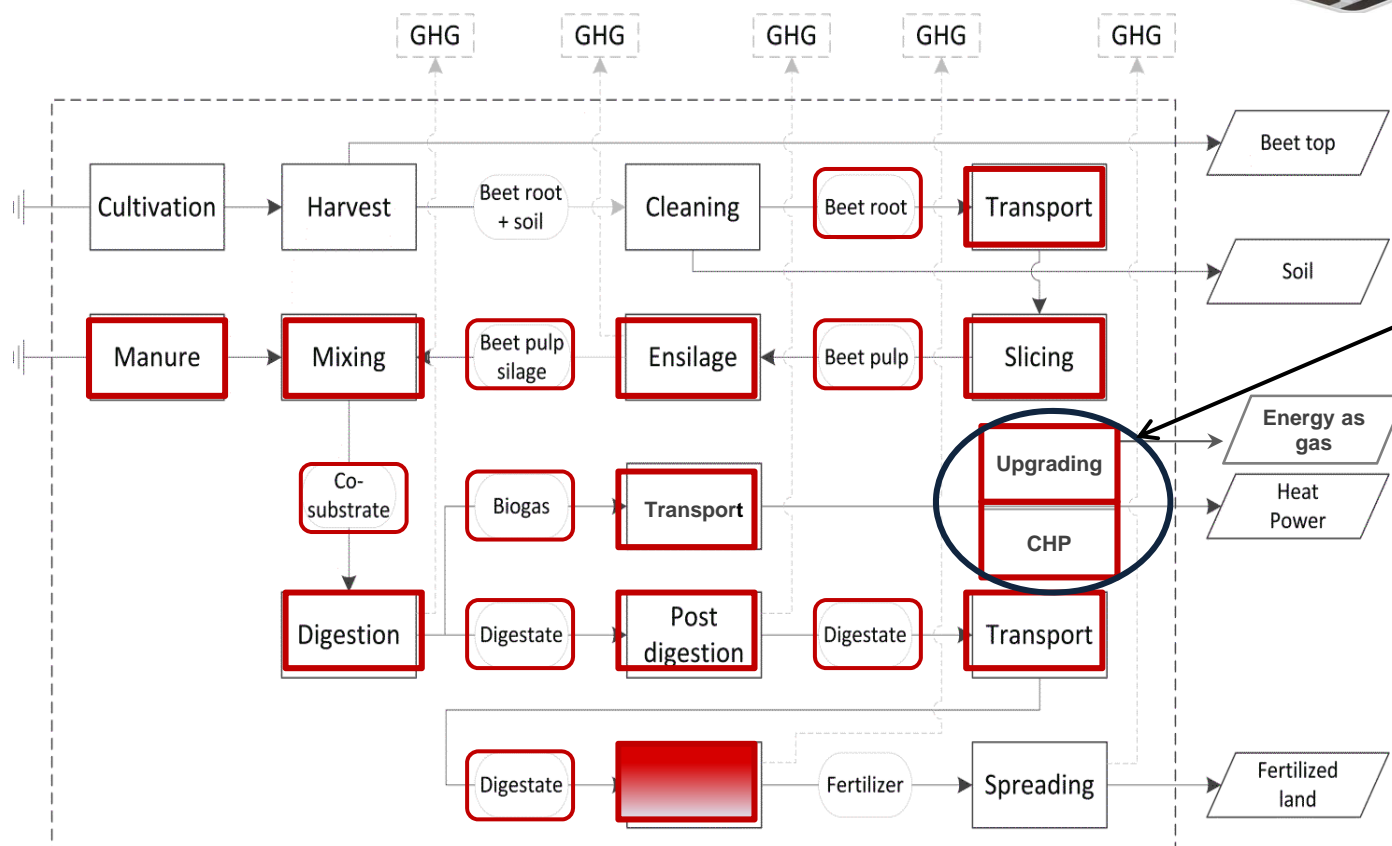 GHG
GHG
GHG
GHG
GHG
Beet top
Cultivation
Harvest
Beet root
+ soil
Cleaning
Beet root
Transport
Soil
Manure
Mixing
Beet pulp
silage
Ensilage
Beet pulp
Slicing
Energy as
gas
Upgrading
Co-
substrate
Biogas
Transport
Heat
Power
CHP
Digestion
Digestate
Post
digestion
Digestate
Transport
Digestate
Fertilizer
Spreading
Fertilized
land